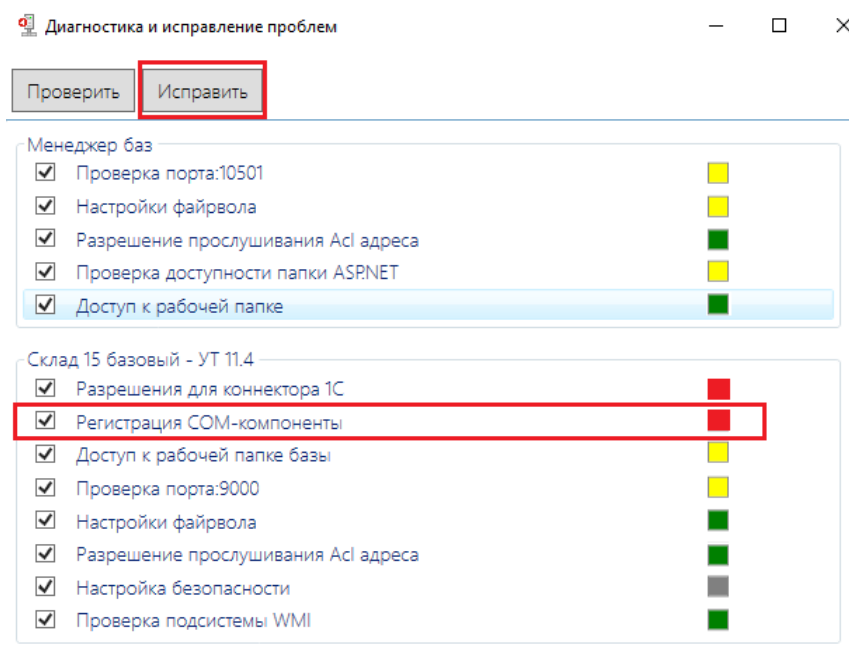 Диагностика и исправление проблем
Проверить Исправить
Менеджер баз
Проверка порта:10501
Настройки файрвола
Разрешение прослушивания Acl адреса
Проверка доступности папки ASP.NET
Доступ к рабочей папке
Склад 15 базовый - УТ 11.4
Разрешения для коннектора 1С
Регистрация COM-компоненты
Доступ к рабочей папке базы
Проверка порта:9000
Настройки файрвола
Разрешение прослушивания Acl адреса
Настройка безопасности
Проверка подсистемы WMI